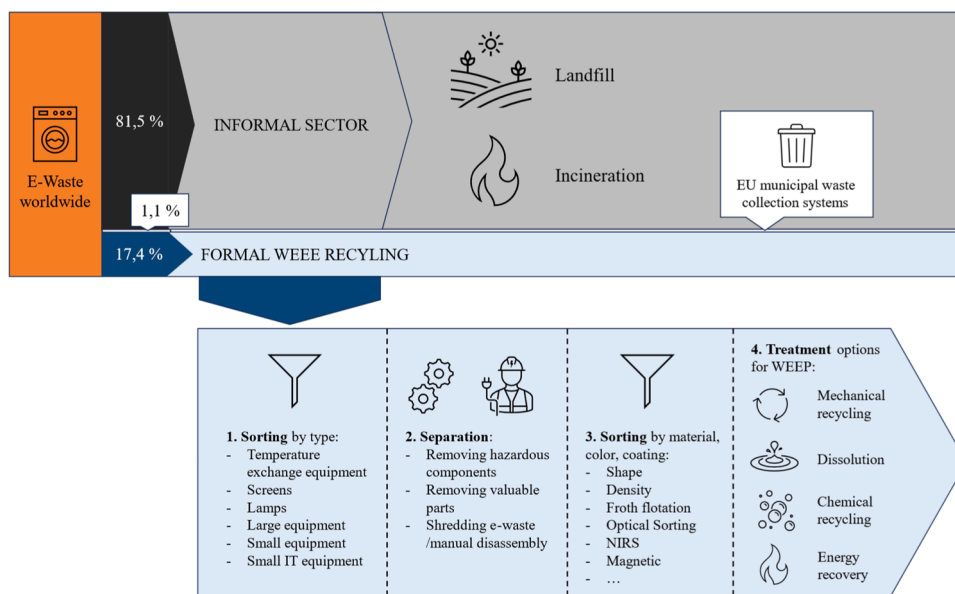 E-Waste
worldwide
81,5 %
INFORMAL SECTOR
Landfill
Incineration
EU municipal waste
collection systems
1,1 %
17,4 %
FORMAL WEEE RECYLING
1. Sorting by type:
- Temperature
exchange equipment
- Screens
- Lamps
- Large equipment
- Small equipment
- Small IT equipment
2. Separation:
- Removing hazardous
components
- Removing valuable
parts
- Shredding e-waste
/manual disassembly
3. Sorting by material,
color, coating:
- Shape
- Density
- Froth flotation
- Optical Sorting
- NIRS
- Magnetic
- …
4. Treatment options
for WEEP:
Mechanical
recycling
Dissolution
Chemical
recycling
Energy
recovery